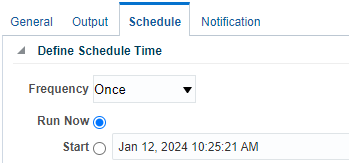 General Output Schedule Notification
Define Schedule Time
Frequency Once
Run Now
Start Jan 12, 2024 10:25:21 AM